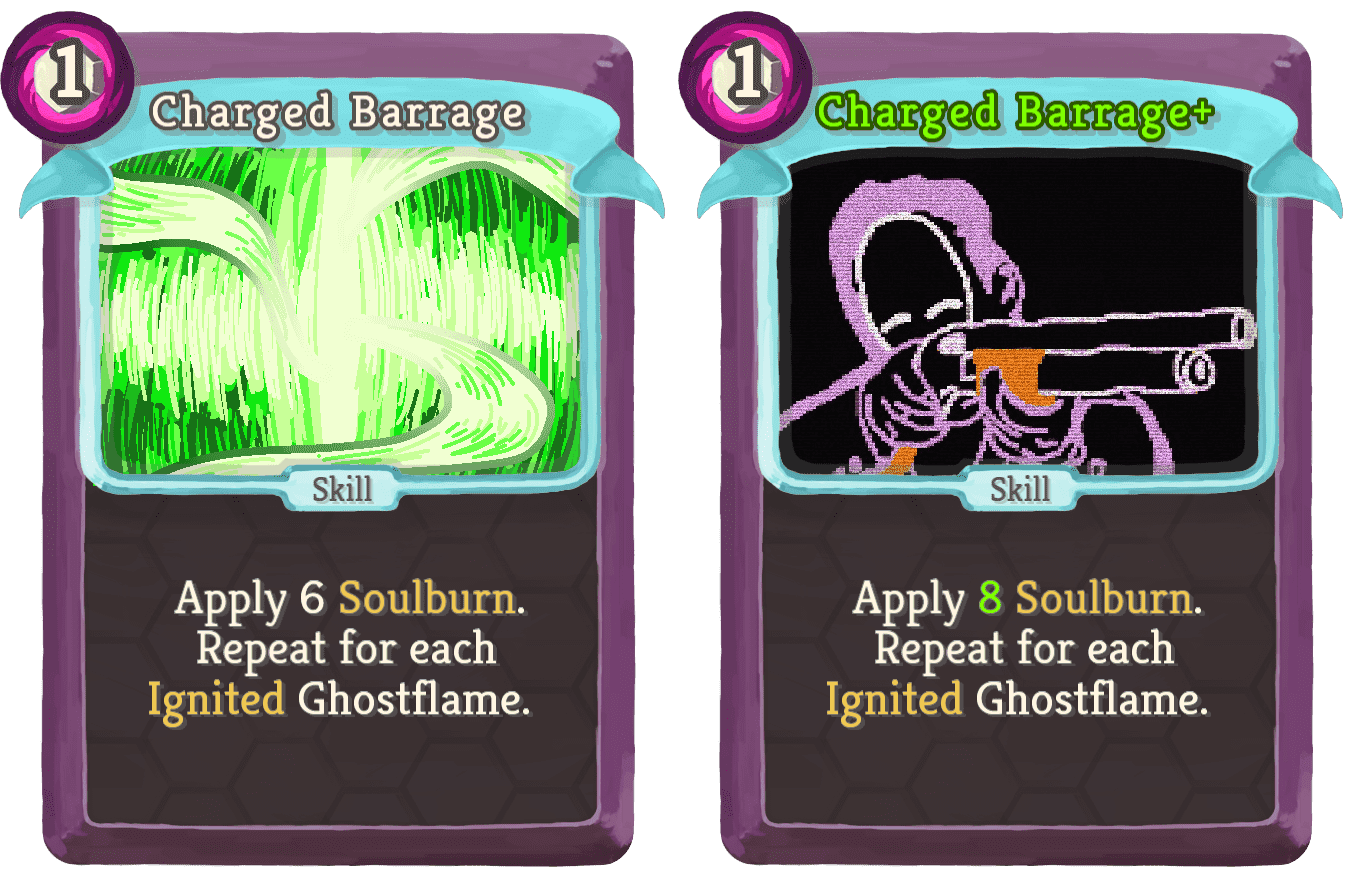 1
Charged Barrage
Skill
Apply 6 Soulburn.
Repeat for each
Ignited Ghostflame.
1
Charged Barrage+
Skill
Apply 8 Soulburn.
Repeat for each
Ignited Ghostflame.